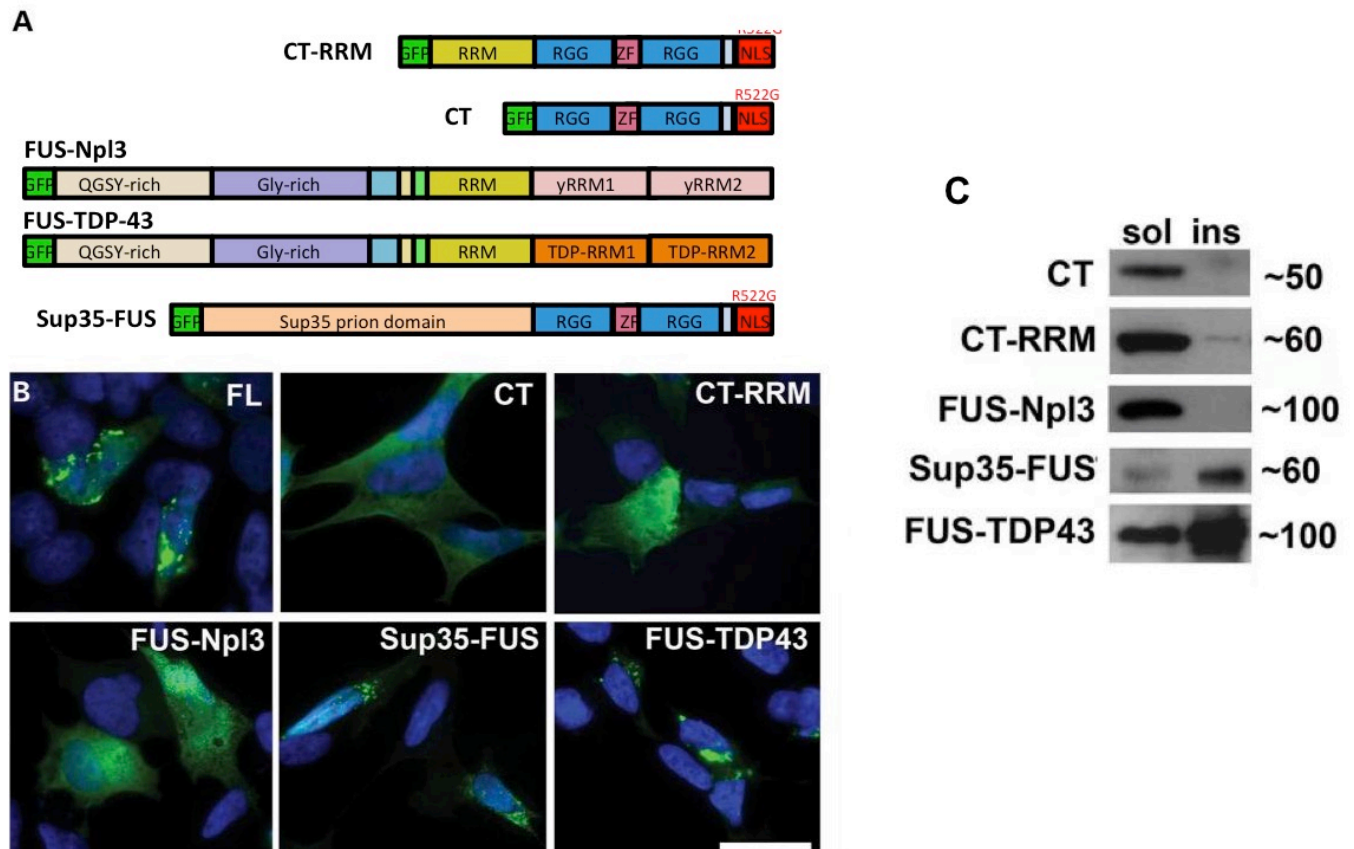 A
R522G
CT-RRM GFP RRM RGG ZF RGG NLS
R522G
CT GFP RGG ZF RGG NLS
FUS-Npl3
GFP QGSY-rich Gly-rich RRM yRRM1 yRRM2
FUS-TDP-43
GFP QGSY-rich Gly-rich RRM TDP-RRM1 TDP-RRM2
R522G
Sup35-FUS GFP Sup35 prion domain RGG ZF RGG NLS
B FL CT CT-RRM
FUS-Npl3 Sup35-FUS FUS-TDP43
C
sol ins
CT ~50
CT-RRM ~60
FUS-Npl3 ~100
Sup35-FUS ~60
FUS-TDP43 ~100